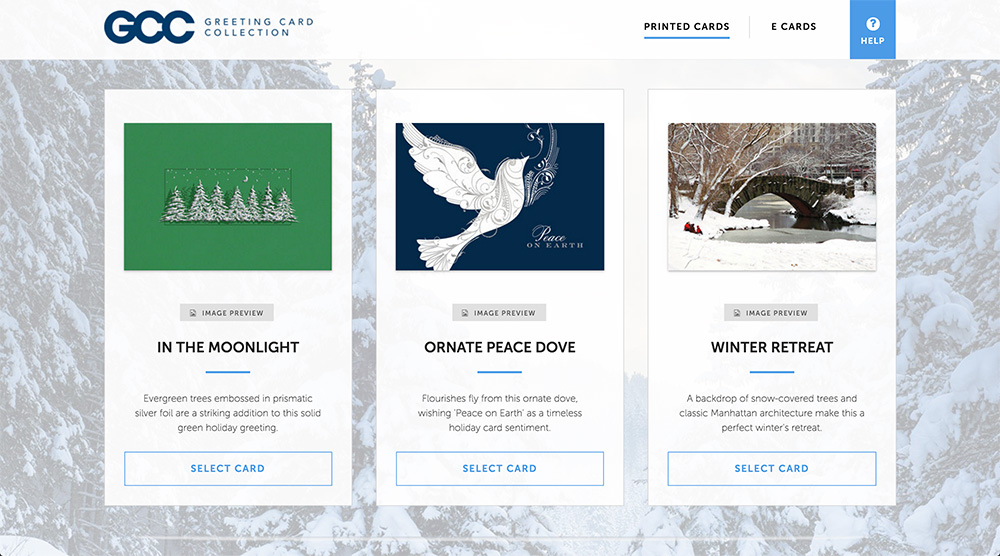 GCC GREETING CARD
COLLECTION
PRINTED CARDS
E CARDS
?
HELP
Peace
ON EARTH
IMAGE PREVIEW
IN THE MOONLIGHT
Evergreen trees embossed in prismatic
silver foil are a striking addition to this solid
green holiday greeting.
SELECT CARD
IMAGE PREVIEW
ORNATE PEACE DOVE
Flourishes fly from this ornate dove,
wishing 'Peace on Earth' as a timeless
holiday card sentiment.
SELECT CARD
IMAGE PREVIEW
WINTER RETREAT
A backdrop of snow-covered trees and
classic Manhattan architecture make this a
perfect winter's retreat.
SELECT CARD